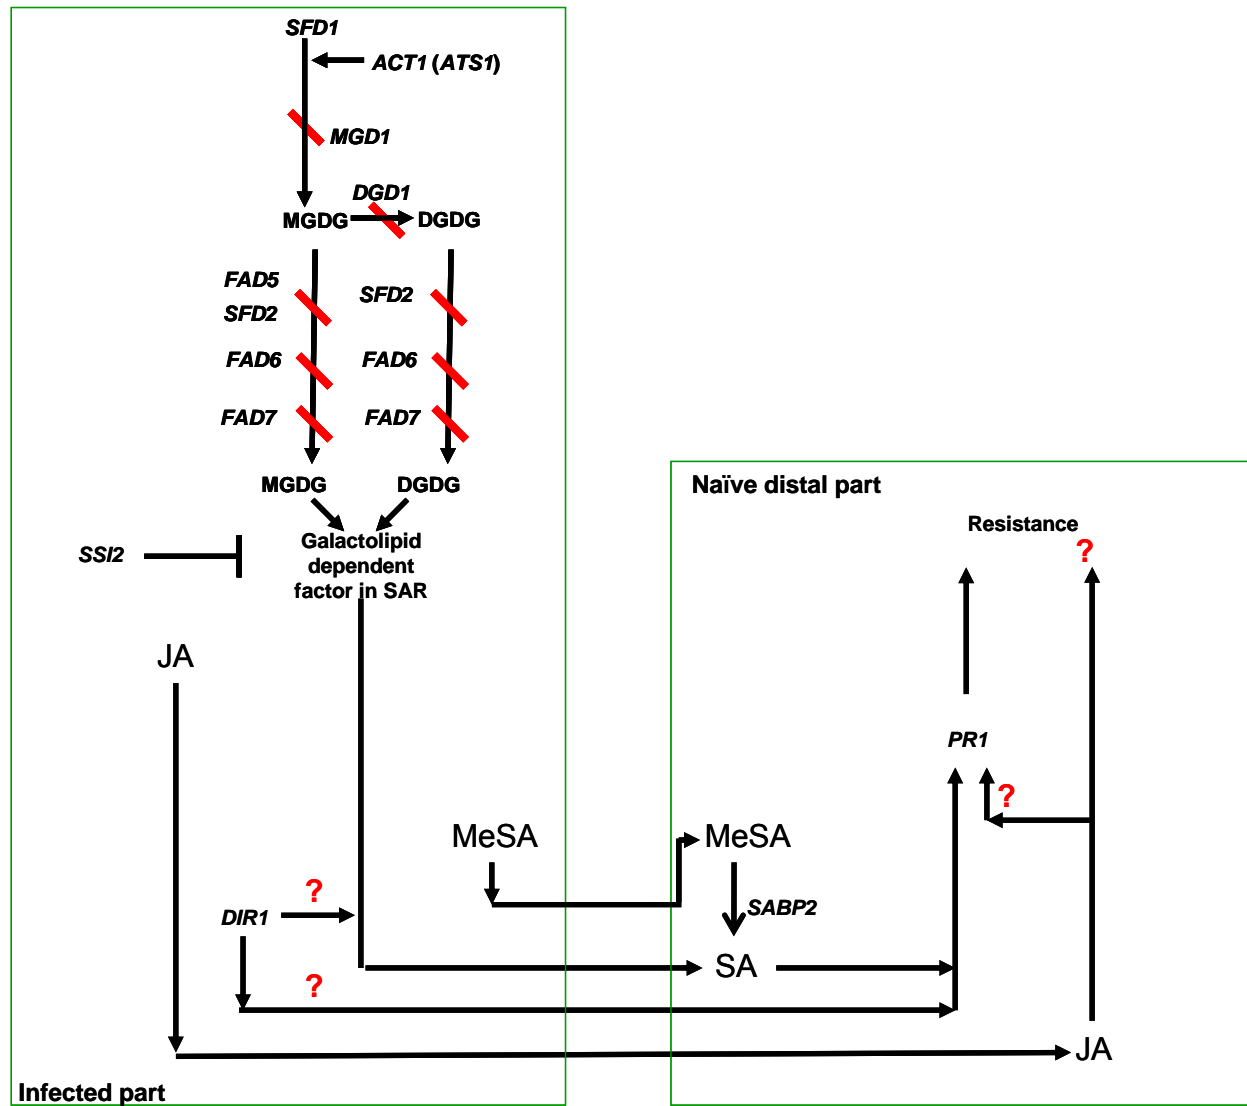 SFD1
ACT1 (ATS1)
MGD1
DGD1
MGDG
DGDG
FAD5
SFD2
SFD2
FAD6
FAD6
FAD7
FAD7
MGDG
DGDG
Galactolipid
dependent
factor in SAR
SSI2
JA
MeSA
DIR1
?
?
Infected part
Naïve distal part
Resistance
?
PR1
?
MeSA
SABP2
SA
JA